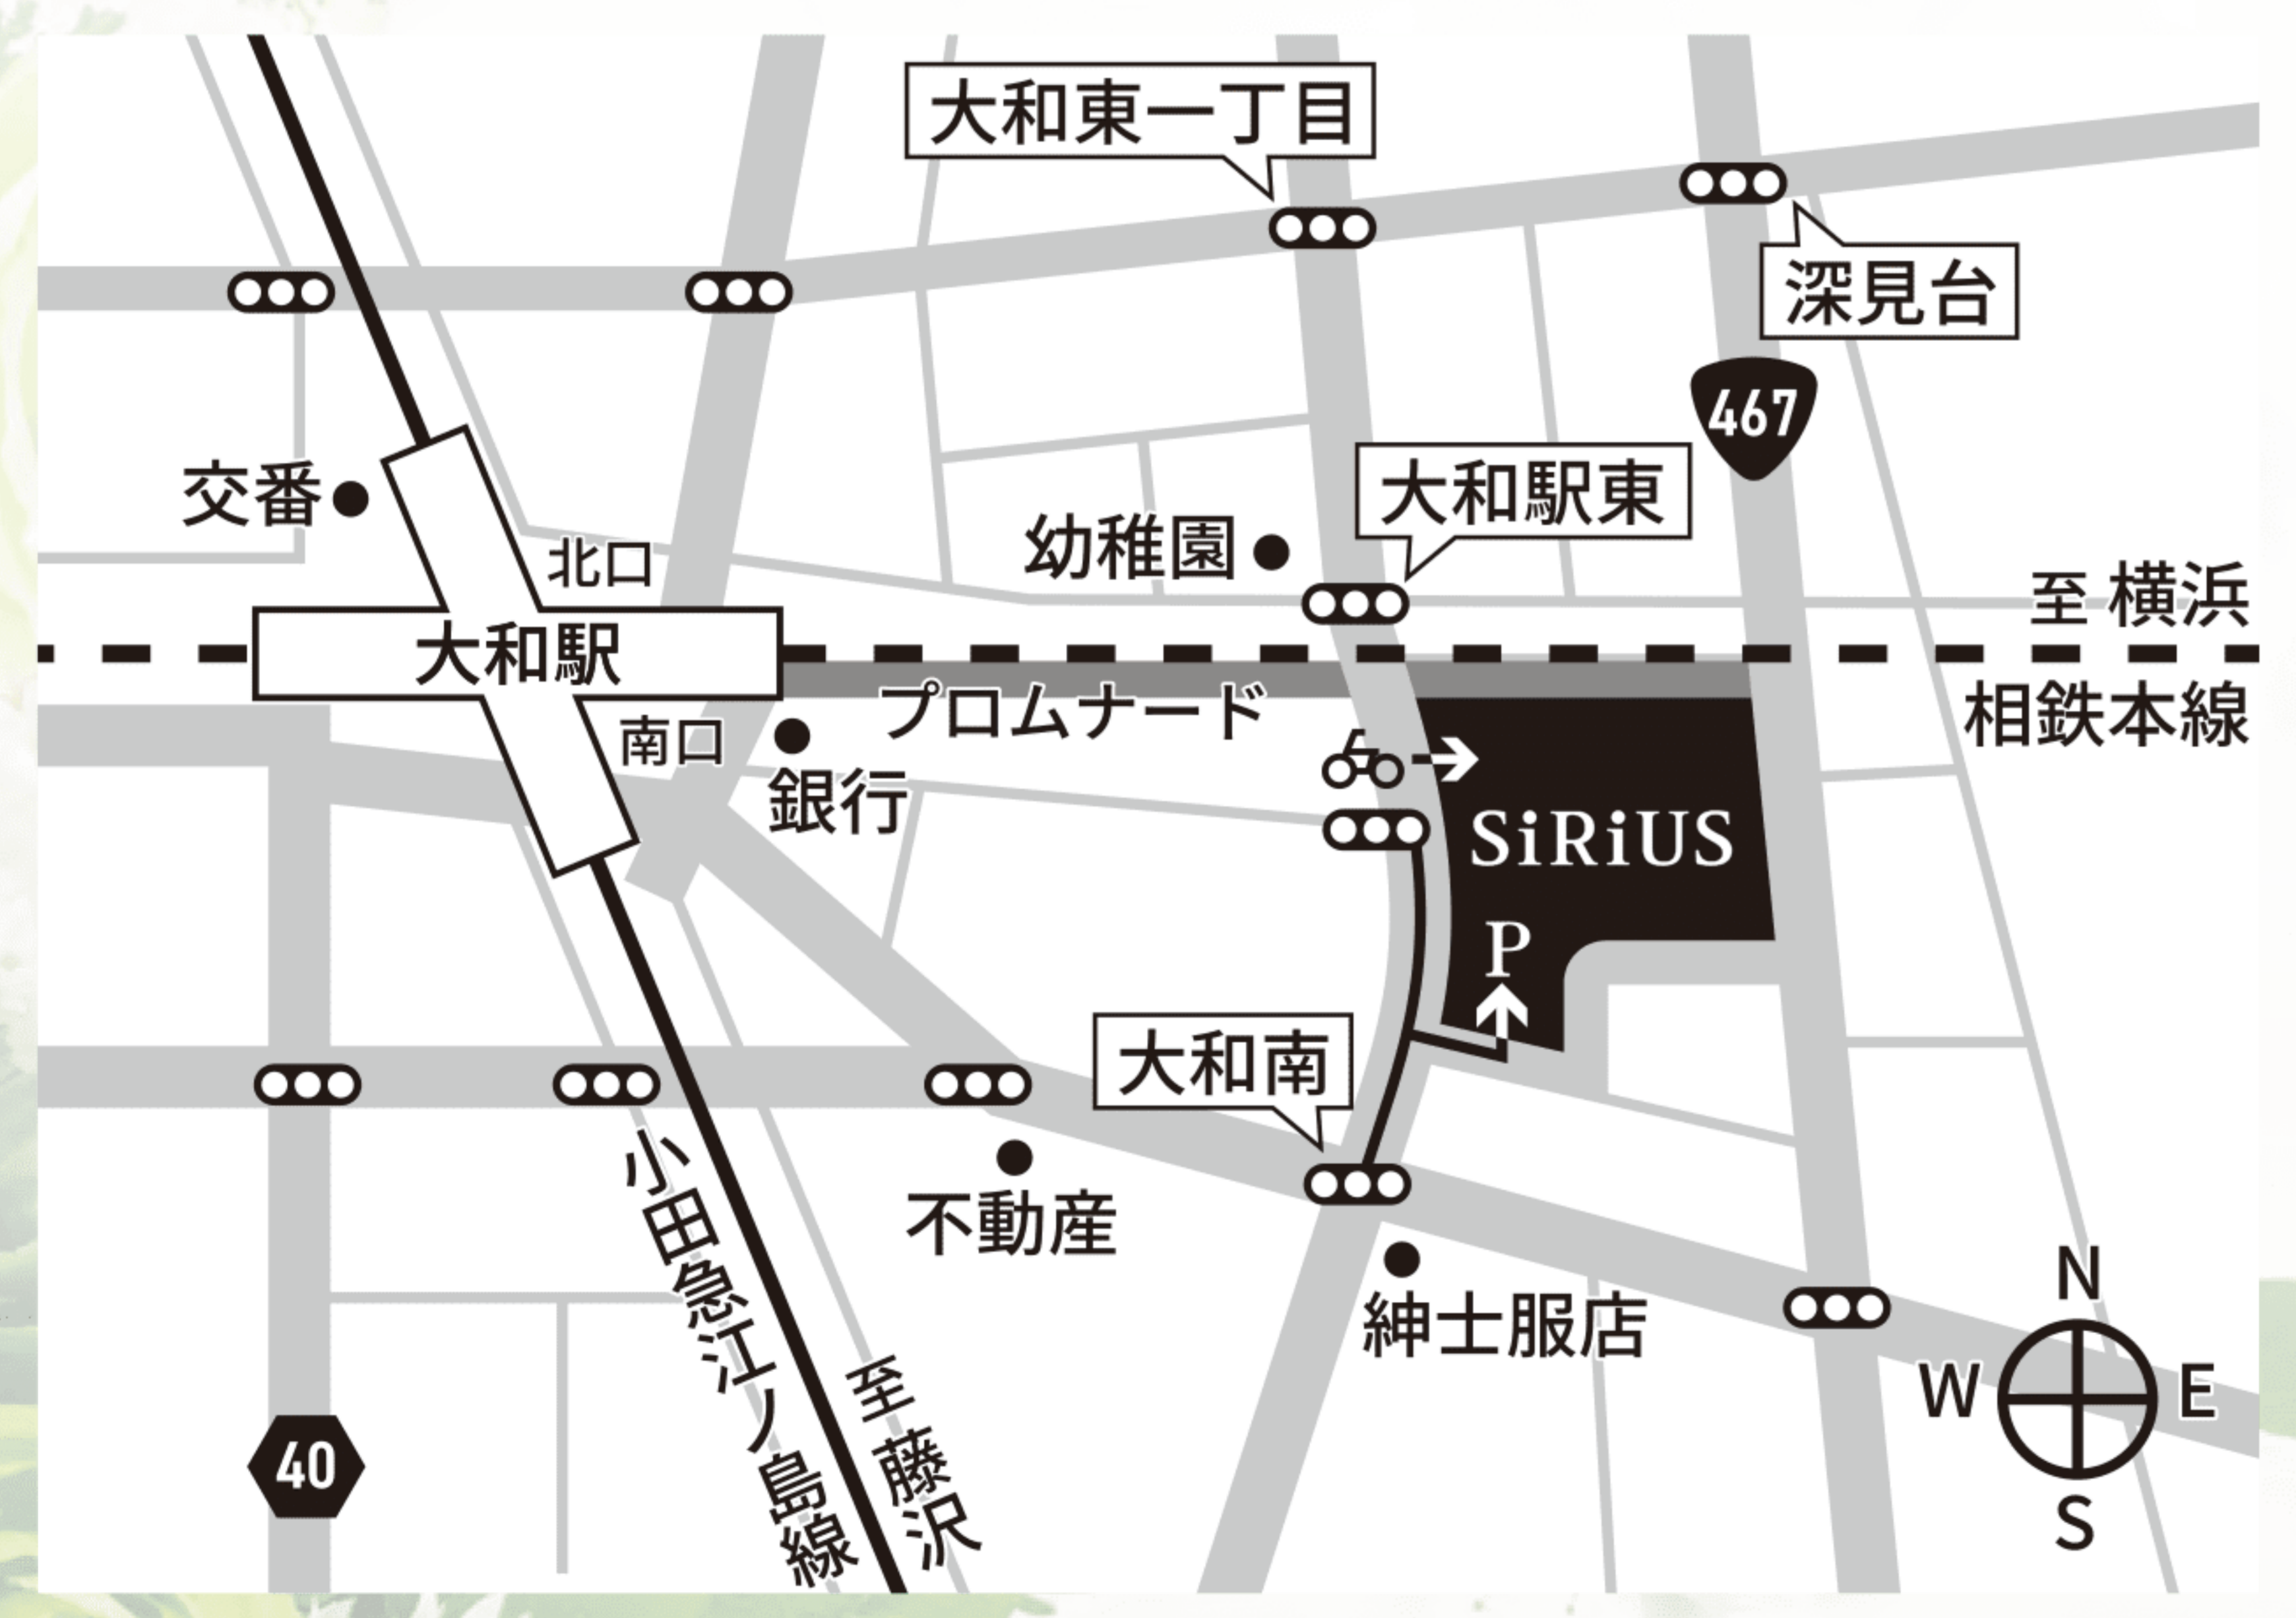 大和東一丁目
深見台
467
交番
北口
幼稚園
大和駅東
至 横浜
大和駅
相鉄本線
プロムナード
南口
銀行
SiRiUS
P
大和南
不動産
紳士服店
小田急江ノ島線
至 藤沢
40
N
W
E
S